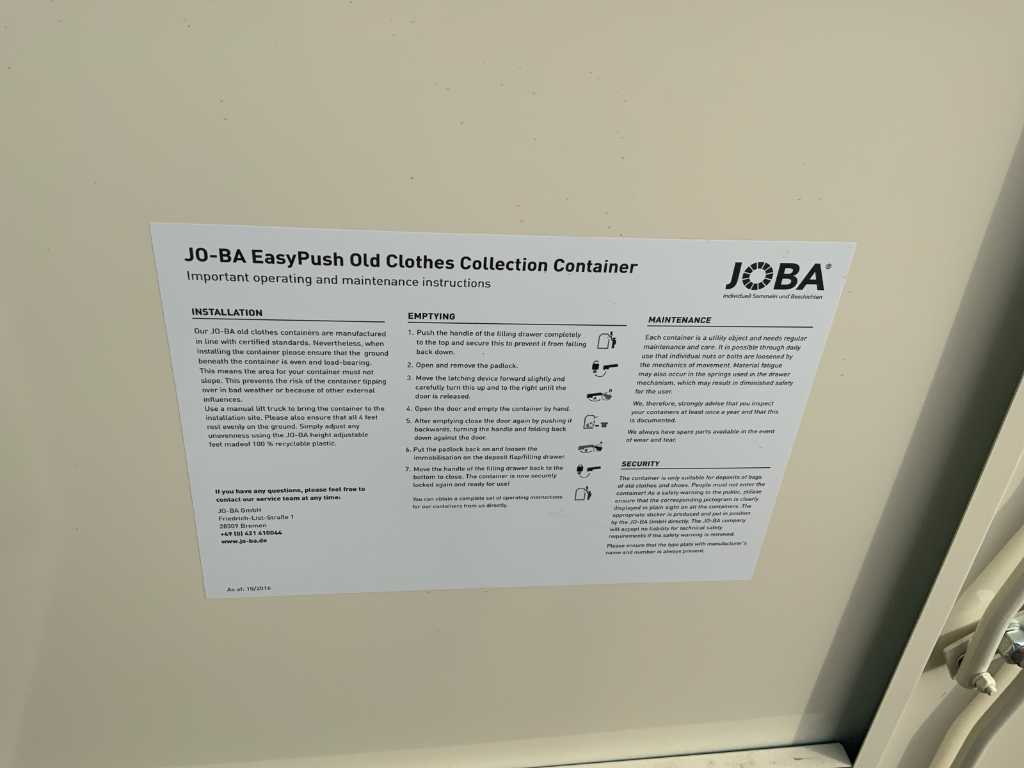 JO-BA EasyPush Old Clothes Collection Container
Important operating and maintenance instructions
JOBA®
Individuell Sammeln und Beschichten
INSTALLATION
Our JO-BA old clothes containers are manufactured
in line with certified standards. Nevertheless, when
installing the container please ensure that the ground
beneath the container is even and load-bearing.
This means the area for your container must not
slope. This prevents the risk of the container tipping
over in bad weather or because of other external
influences.
Use a manual lift truck to bring the container to the
installation site. Please also ensure that all 4 feet
rest evenly on the ground. Simply adjust any
unevenness using the JO-BA height adjustable
feet madeof 100 % recyclable plastic.
If you have any questions, please feel free to
contact our service team at any time:
JO-BA GmbH
Friedrich-List-Straße 1
28309 Bremen
+49 (0) 421 410044
www.jo-ba.de
As at: 10/2016
EMPTYING
1. Push the handle of the filling drawer completely
to the top and secure this to prevent it from falling
back down.
2. Open and remove the padlock.
3. Move the latching device forward slightly and
carefully turn this up and to the right until the
door is released.
4. Open the door and empty the container by hand.
5. After emptying close the door again by pushing it
backwards, turning the handle and folding back
down against the door.
6. Put the padlock back on and loosen the
immobilisation on the deposit flap/filling drawer.
7. Move the handle of the filling drawer back to the
bottom to close. The container is now securely
locked again and ready for use!
You can obtain a complete set of operating instructions
for our containers from us directly.
MAINTENANCE
Each container is a utility object and needs regular
maintenance and care. It is possible through daily
use that individual nuts or bolts are loosened by
the mechanics of movement. Material fatigue
may also occur in the springs used in the drawer
mechanism, which may result in diminished safety
for the user.
We, therefore, strongly advise that you inspect
your containers at least once a year and that this
is documented.
We always have spare parts available in the event
of wear and tear.
SECURITY
The container is only suitable for deposits of bags
of old clothes and shoes. People must not enter the
container! As a safety warning to the public, please
ensure that the corresponding pictogram is clearly
displayed in plain sight on all the containers. The
appropriate sticker is produced and put in position
by the JO-BA GmbH directly. The JO-BA company
will accept no liability for technical safety
requirements if the safety warning is removed.
Please ensure that the type plate with manufacturer's
name and number is always present.